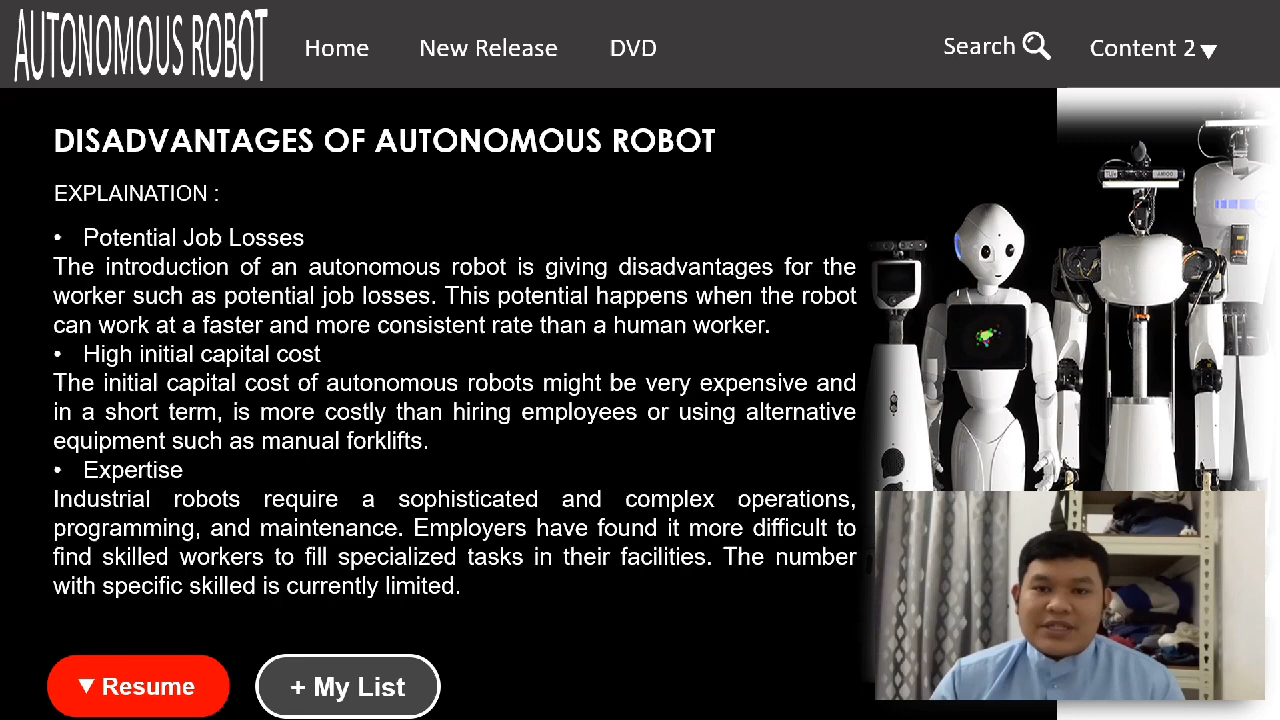 AUTONOMOUS ROBOT
Home
New Release
DVD
Search
Content 2
DISADVANTAGES OF AUTONOMOUS ROBOT
EXPLAINATION :
• Potential Job Losses
The introduction of an autonomous robot is giving disadvantages for the
worker such as potential job losses. This potential happens when the robot
can work at a faster and more consistent rate than a human worker.
• High initial capital cost
The initial capital cost of autonomous robots might be very expensive and
in a short term, is more costly than hiring employees or using alternative
equipment such as manual forklifts.
• Expertise
Industrial robots require a sophisticated and complex operations,
programming, and maintenance. Employers have found it more difficult to
find skilled workers to fill specialized tasks in their facilities. The number
with specific skilled is currently limited.
Resume
+ My List